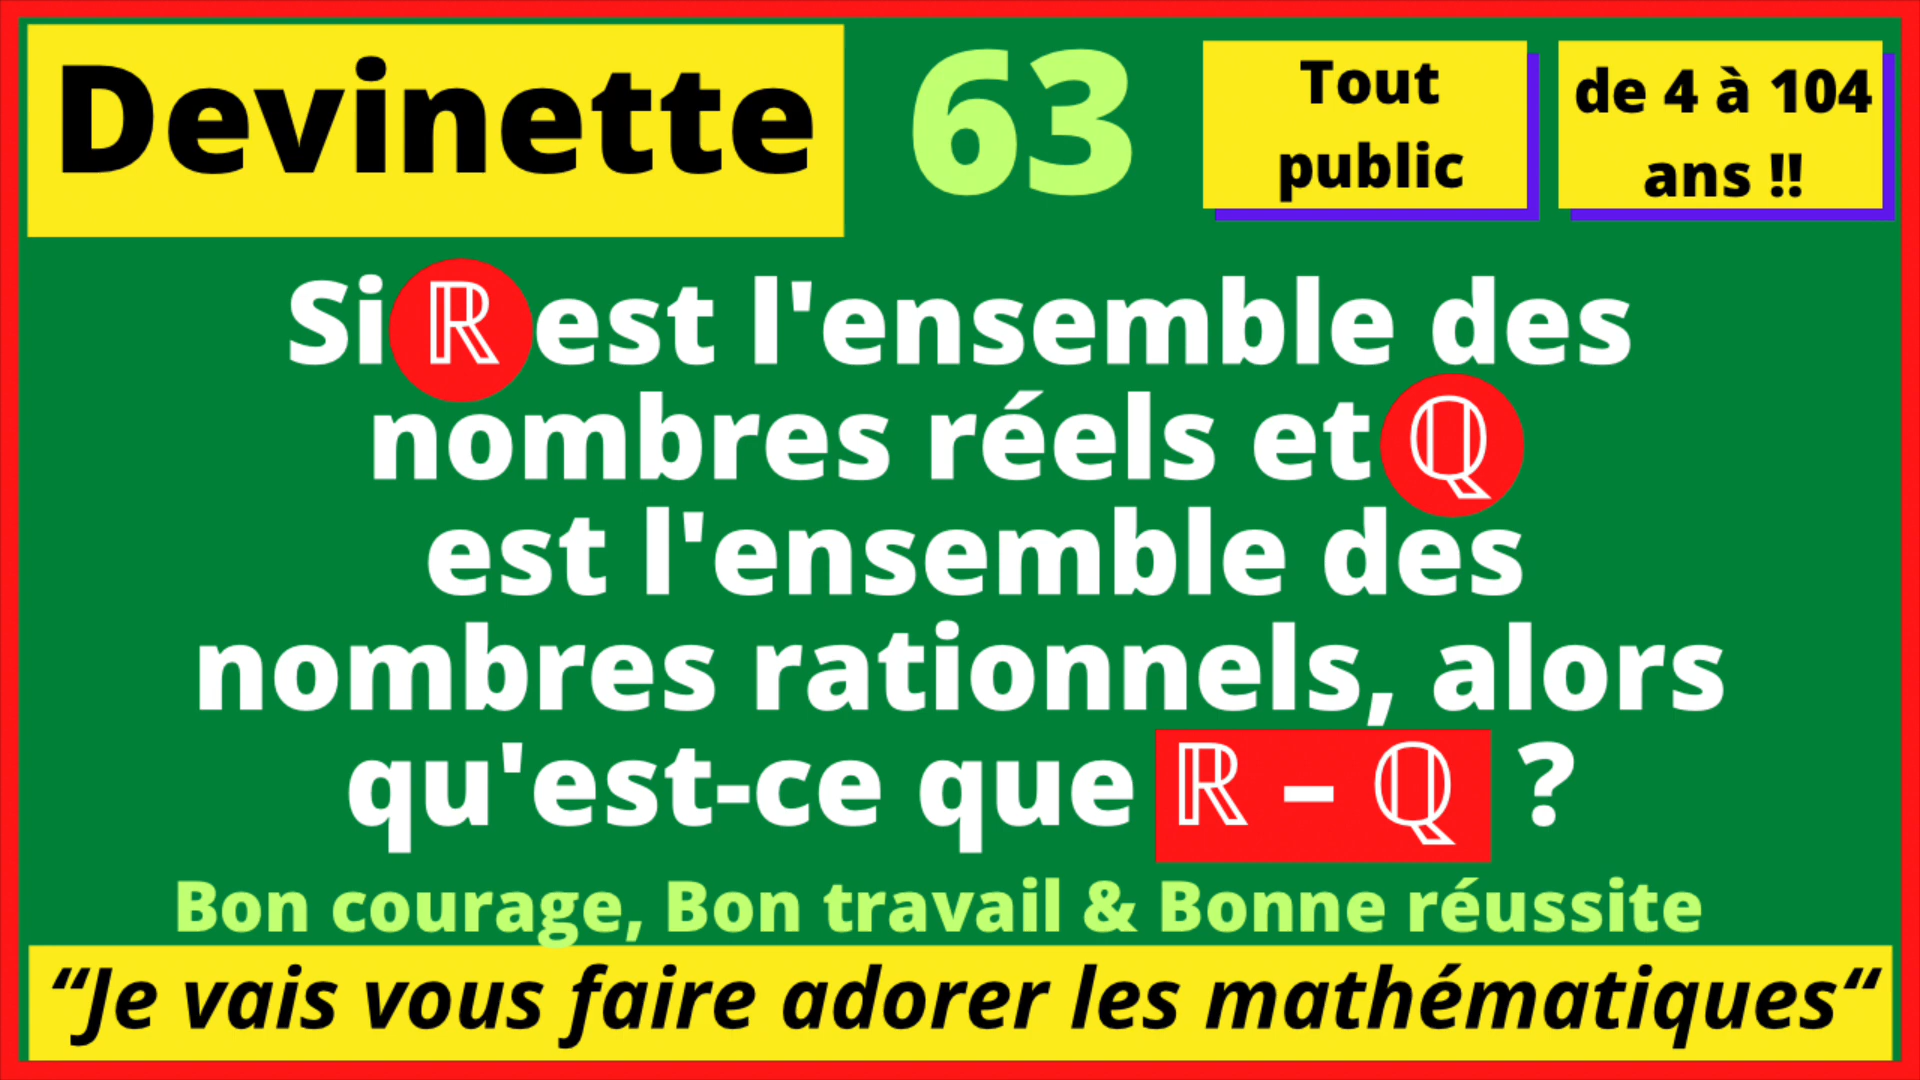 Devinette
63
Tout
public
de 4 à 104
ans !!
Si ℝ est l'ensemble des
nombres réels et ℚ
est l'ensemble des
nombres rationnels, alors
qu'est-ce que ℝ – ℚ ?
Bon courage, Bon travail & Bonne réussite
“Je vais vous faire adorer les mathématiques“